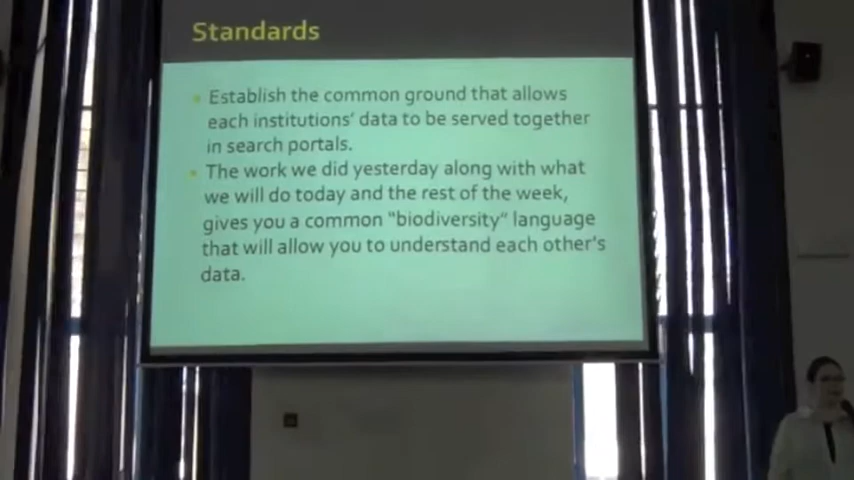 Standards
Establish the common ground that allows
each institutions' data to be served together
in search portals.
The work we did yesterday along with what
we will do today and the rest of the week,
gives you a common "biodiversity" language
that will allow you to understand each other's
data.